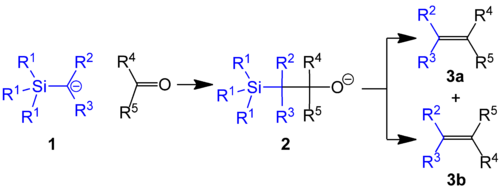 R¹ R²
R¹ Si ⊖
R¹ R³
1
R⁴
O
R⁵
R¹ R² R⁴
R¹ Si O⊖
R¹ R³ R⁵
2
R² R⁴
R³ R⁵
3a
+
R² R⁵
R³ R⁴
3b